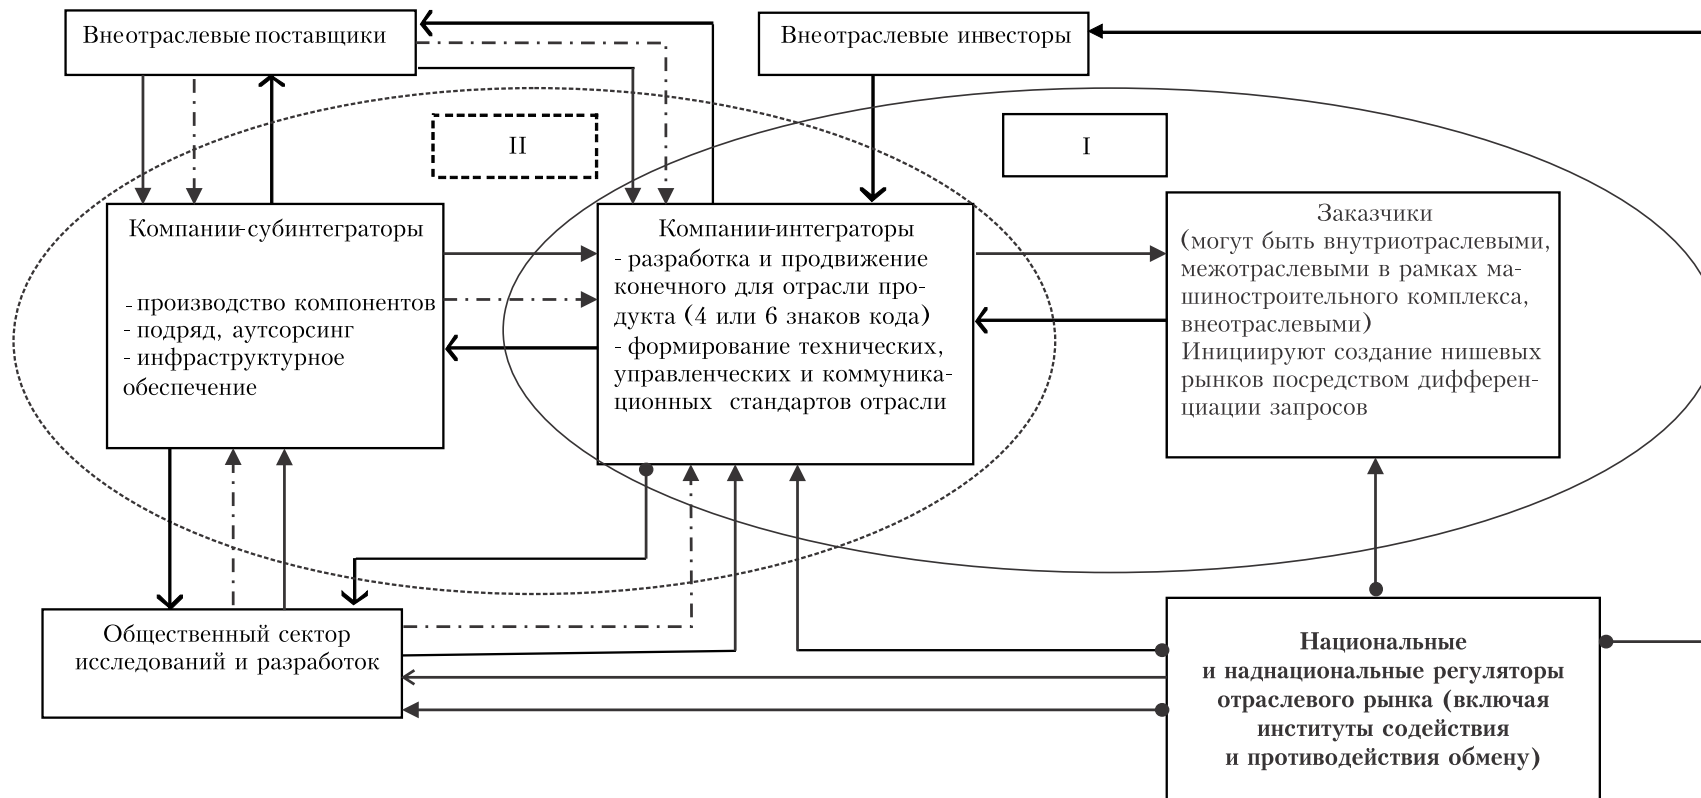 Внеотраслевые поставщики
Внеотраслевые инвесторы
II
I
Компании-субинтеграторы
- производство компонентов
- подряд, аутсорсинг
- инфраструктурное
обеспечение
Компании-интеграторы
- разработка и продвижение
конечного для отрасли про-
дукта (4 или 6 знаков кода)
- формирование технических,
управленческих и коммуника-
ционных стандартов отрасли
Заказчики
(могут быть внутриотраслевыми,
межотраслевыми в рамках ма-
шиностроительного комплекса,
внеотраслевыми)
Инициируют создание нишевых
рынков посредством дифферен-
циации запросов
Общественный сектор
исследований и разработок
Национальные
и наднациональные регуляторы
отраслевого рынка (включая
институты содействия
и противодействия обмену)